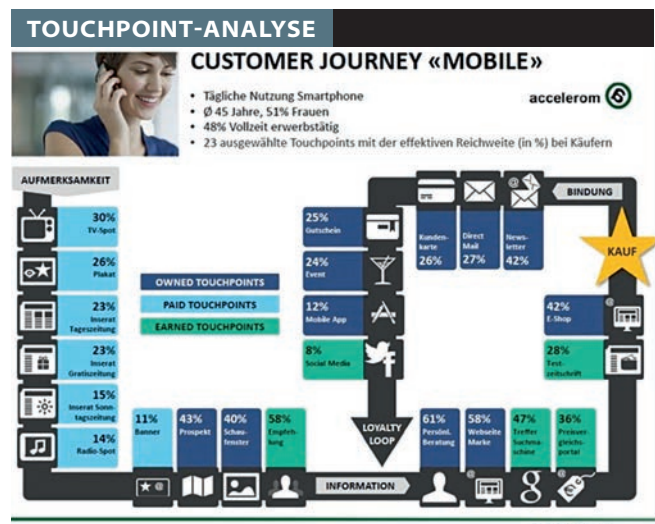 TOUCHPOINT-ANALYSE
CUSTOMER JOURNEY «MOBILE»
• Tägliche Nutzung Smartphone
• Ø 45 Jahre, 51% Frauen
• 48% Vollzeit erwerbstätig
• 23 ausgewählte Touchpoints mit der effektiven Reichweite (in %) bei Käufern
accelerom
AUFMERKSAMKEIT
30%
TV-Spot
26%
Plakat
23%
Inserat
Tageszeitung
23%
Inserat
Gratiszeitung
15%
Inserat Sonn-
tagszeitung
14%
Radio-Spot
OWNED TOUCHPOINTS
PAID TOUCHPOINTS
EARNED TOUCHPOINTS
11%
Banner
43%
Prospekt
40%
Schau-
fenster
58%
Empfeh-
lung
INFORMATION
61%
Persönl.
Beratung
58%
Webseite
Marke
47%
Treffer
Suchma-
schine
36%
Preisver-
gleichs-
portal
28%
Test-
zeitschrift
42%
E-Shop
KAUF
BINDUNG
42%
News-
letter
Direct
Mail
27%
Kunden-
karte
26%
25%
Gutschein
24%
Event
12%
Mobile App
8%
Social Media
LOYALTY
LOOP